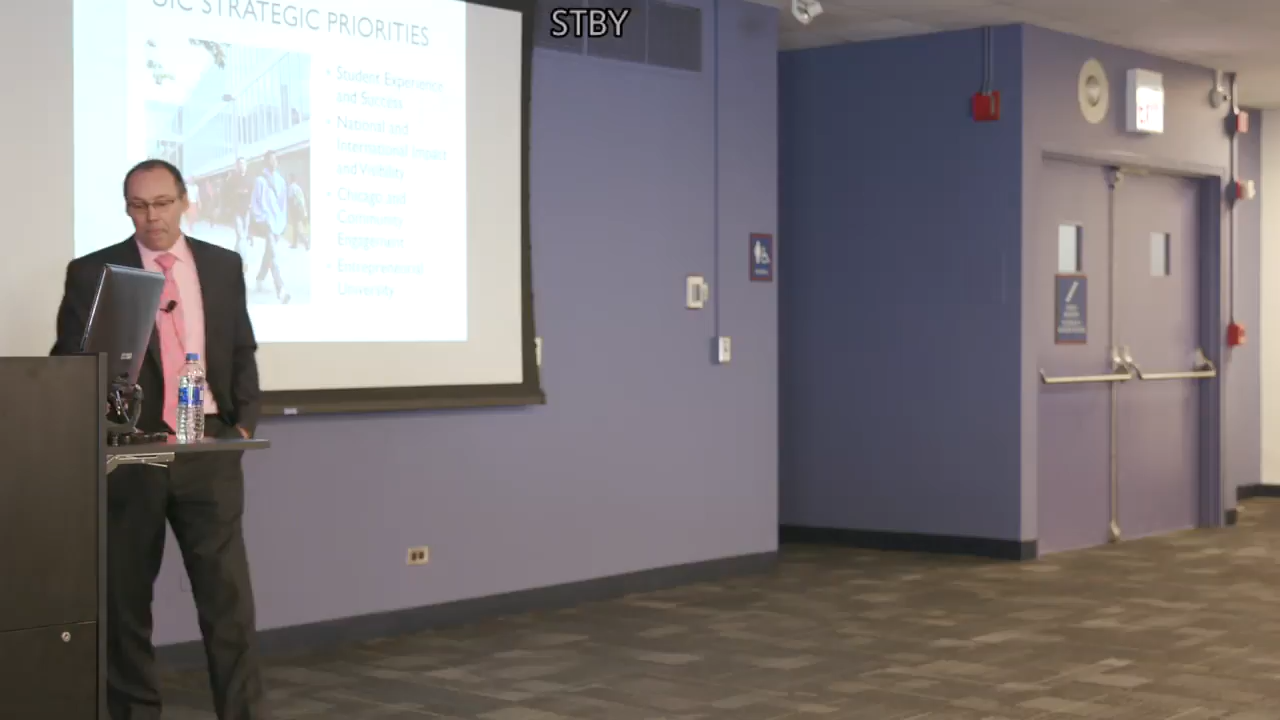 STBY
UIC STRATEGIC PRIORITIES
• Student Experience
and Success
• National and
International Impact
and Visibility
• Chicago and
Community
Engagement
• Entrepreneurial
University
EXIT